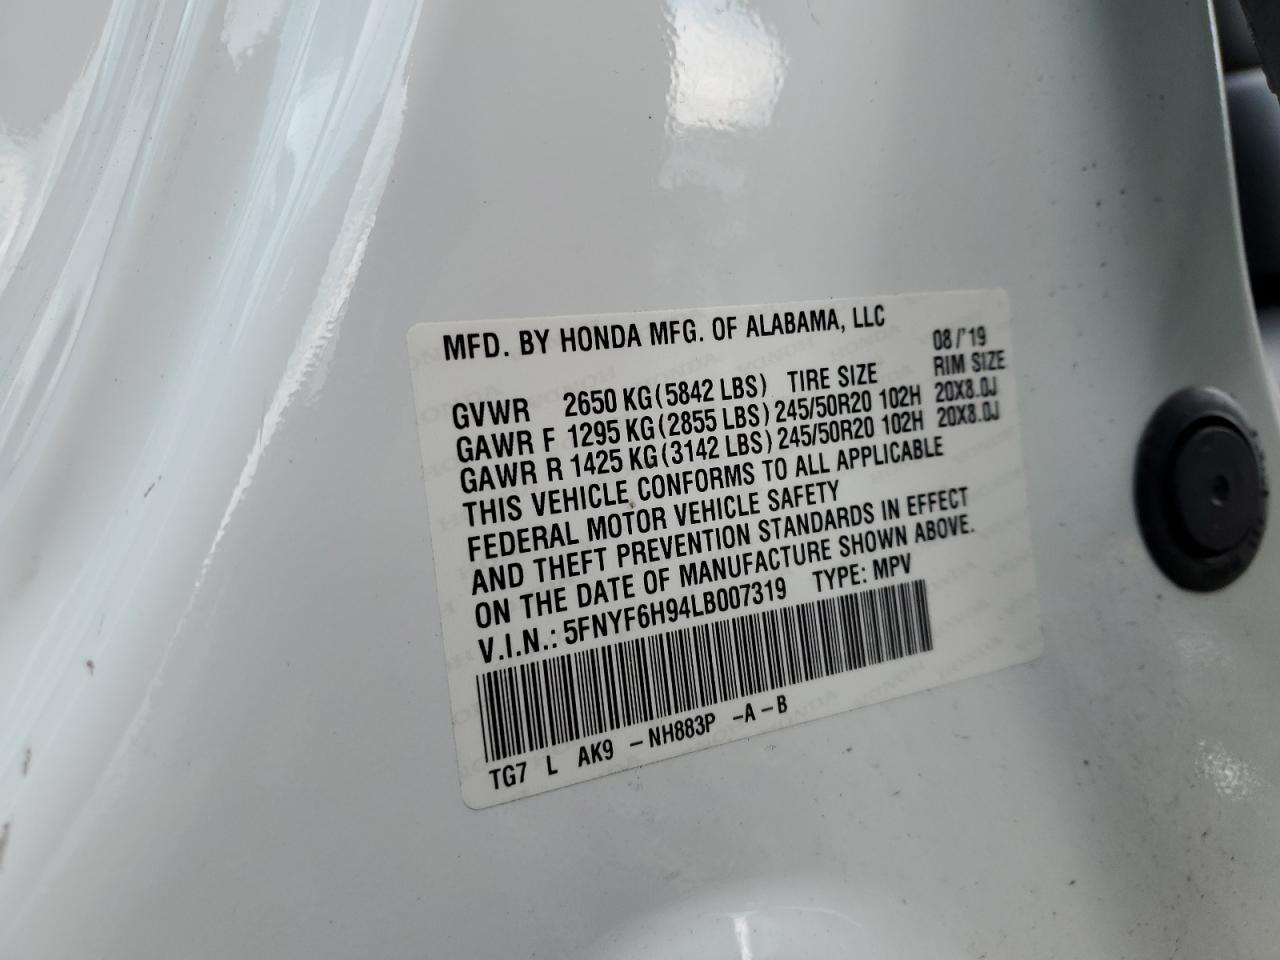 MFD. BY HONDA MFG. OF ALABAMA, LLC 08/'19
GVWR 2650 KG (5842 LBS) TIRE SIZE RIM SIZE
GAWR F 1295 KG (2855 LBS) 245/50R20 102H 20X8.0J
GAWR R 1425 KG (3142 LBS) 245/50R20 102H 20X8.0J
THIS VEHICLE CONFORMS TO ALL APPLICABLE
FEDERAL MOTOR VEHICLE SAFETY
AND THEFT PREVENTION STANDARDS IN EFFECT
ON THE DATE OF MANUFACTURE SHOWN ABOVE.
V.I.N.: 5FNYF6H94LB007319 TYPE: MPV
TG7 L AK9 -NH883P -A-B